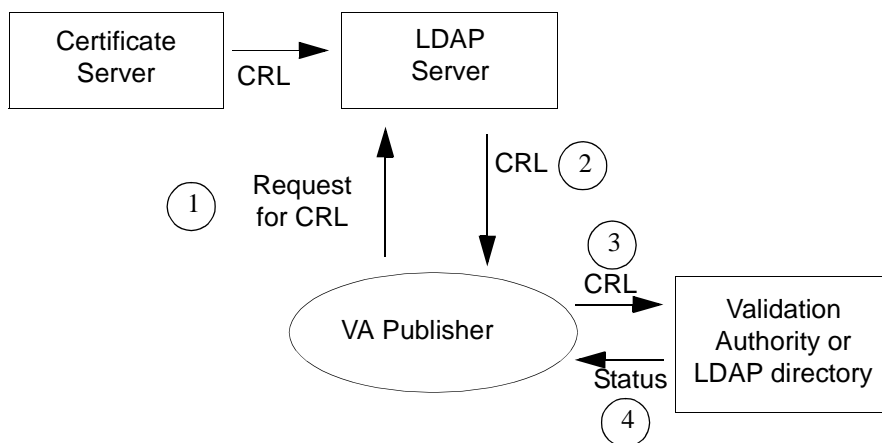 Certificate
Server
CRL
LDAP
Server
1
Request
for CRL
CRL
2
3
CRL
VA Publisher
Validation
Authority or
LDAP directory
Status
4